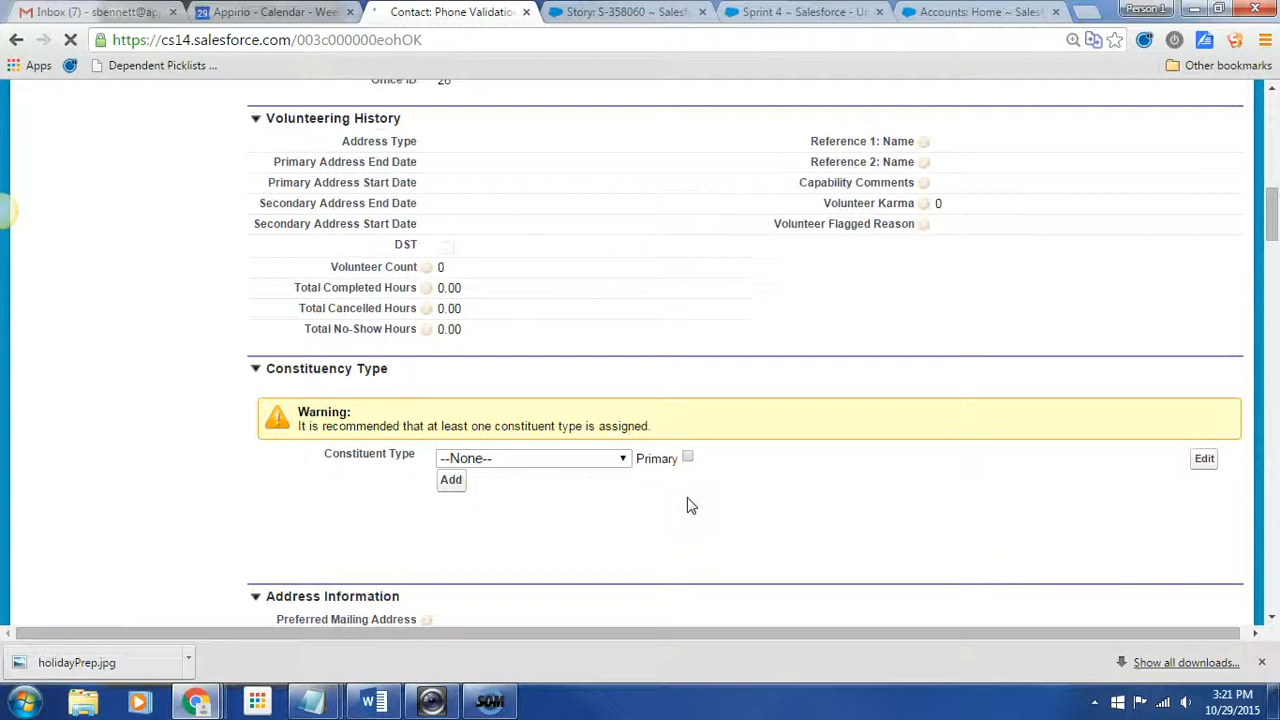 Inbox (7) - sbennett@ap
29 Appirio - Calendar - Wee
Contact: Phone Validatio
Story: S-358060 ~ Salesf
Sprint 4 ~ Salesforce - U
Accounts: Home ~ Sales
Person 1
https://cs14.salesforce.com/003c000000eohOK
Apps
Dependent Picklists ...
Other bookmarks
Office ID 26
Volunteering History
Address Type
Reference 1: Name
Primary Address End Date
Reference 2: Name
Primary Address Start Date
Capability Comments
Secondary Address End Date
Volunteer Karma 0
Secondary Address Start Date
Volunteer Flagged Reason
DST
Volunteer Count 0
Total Completed Hours 0.00
Total Cancelled Hours 0.00
Total No-Show Hours 0.00
Constituency Type
Warning:
It is recommended that at least one constituent type is assigned.
Constituent Type --None-- Primary Edit
Add
Address Information
Preferred Mailing Address
holidayPrep.jpg
Show all downloads...
SOM
3:21 PM
10/29/2015